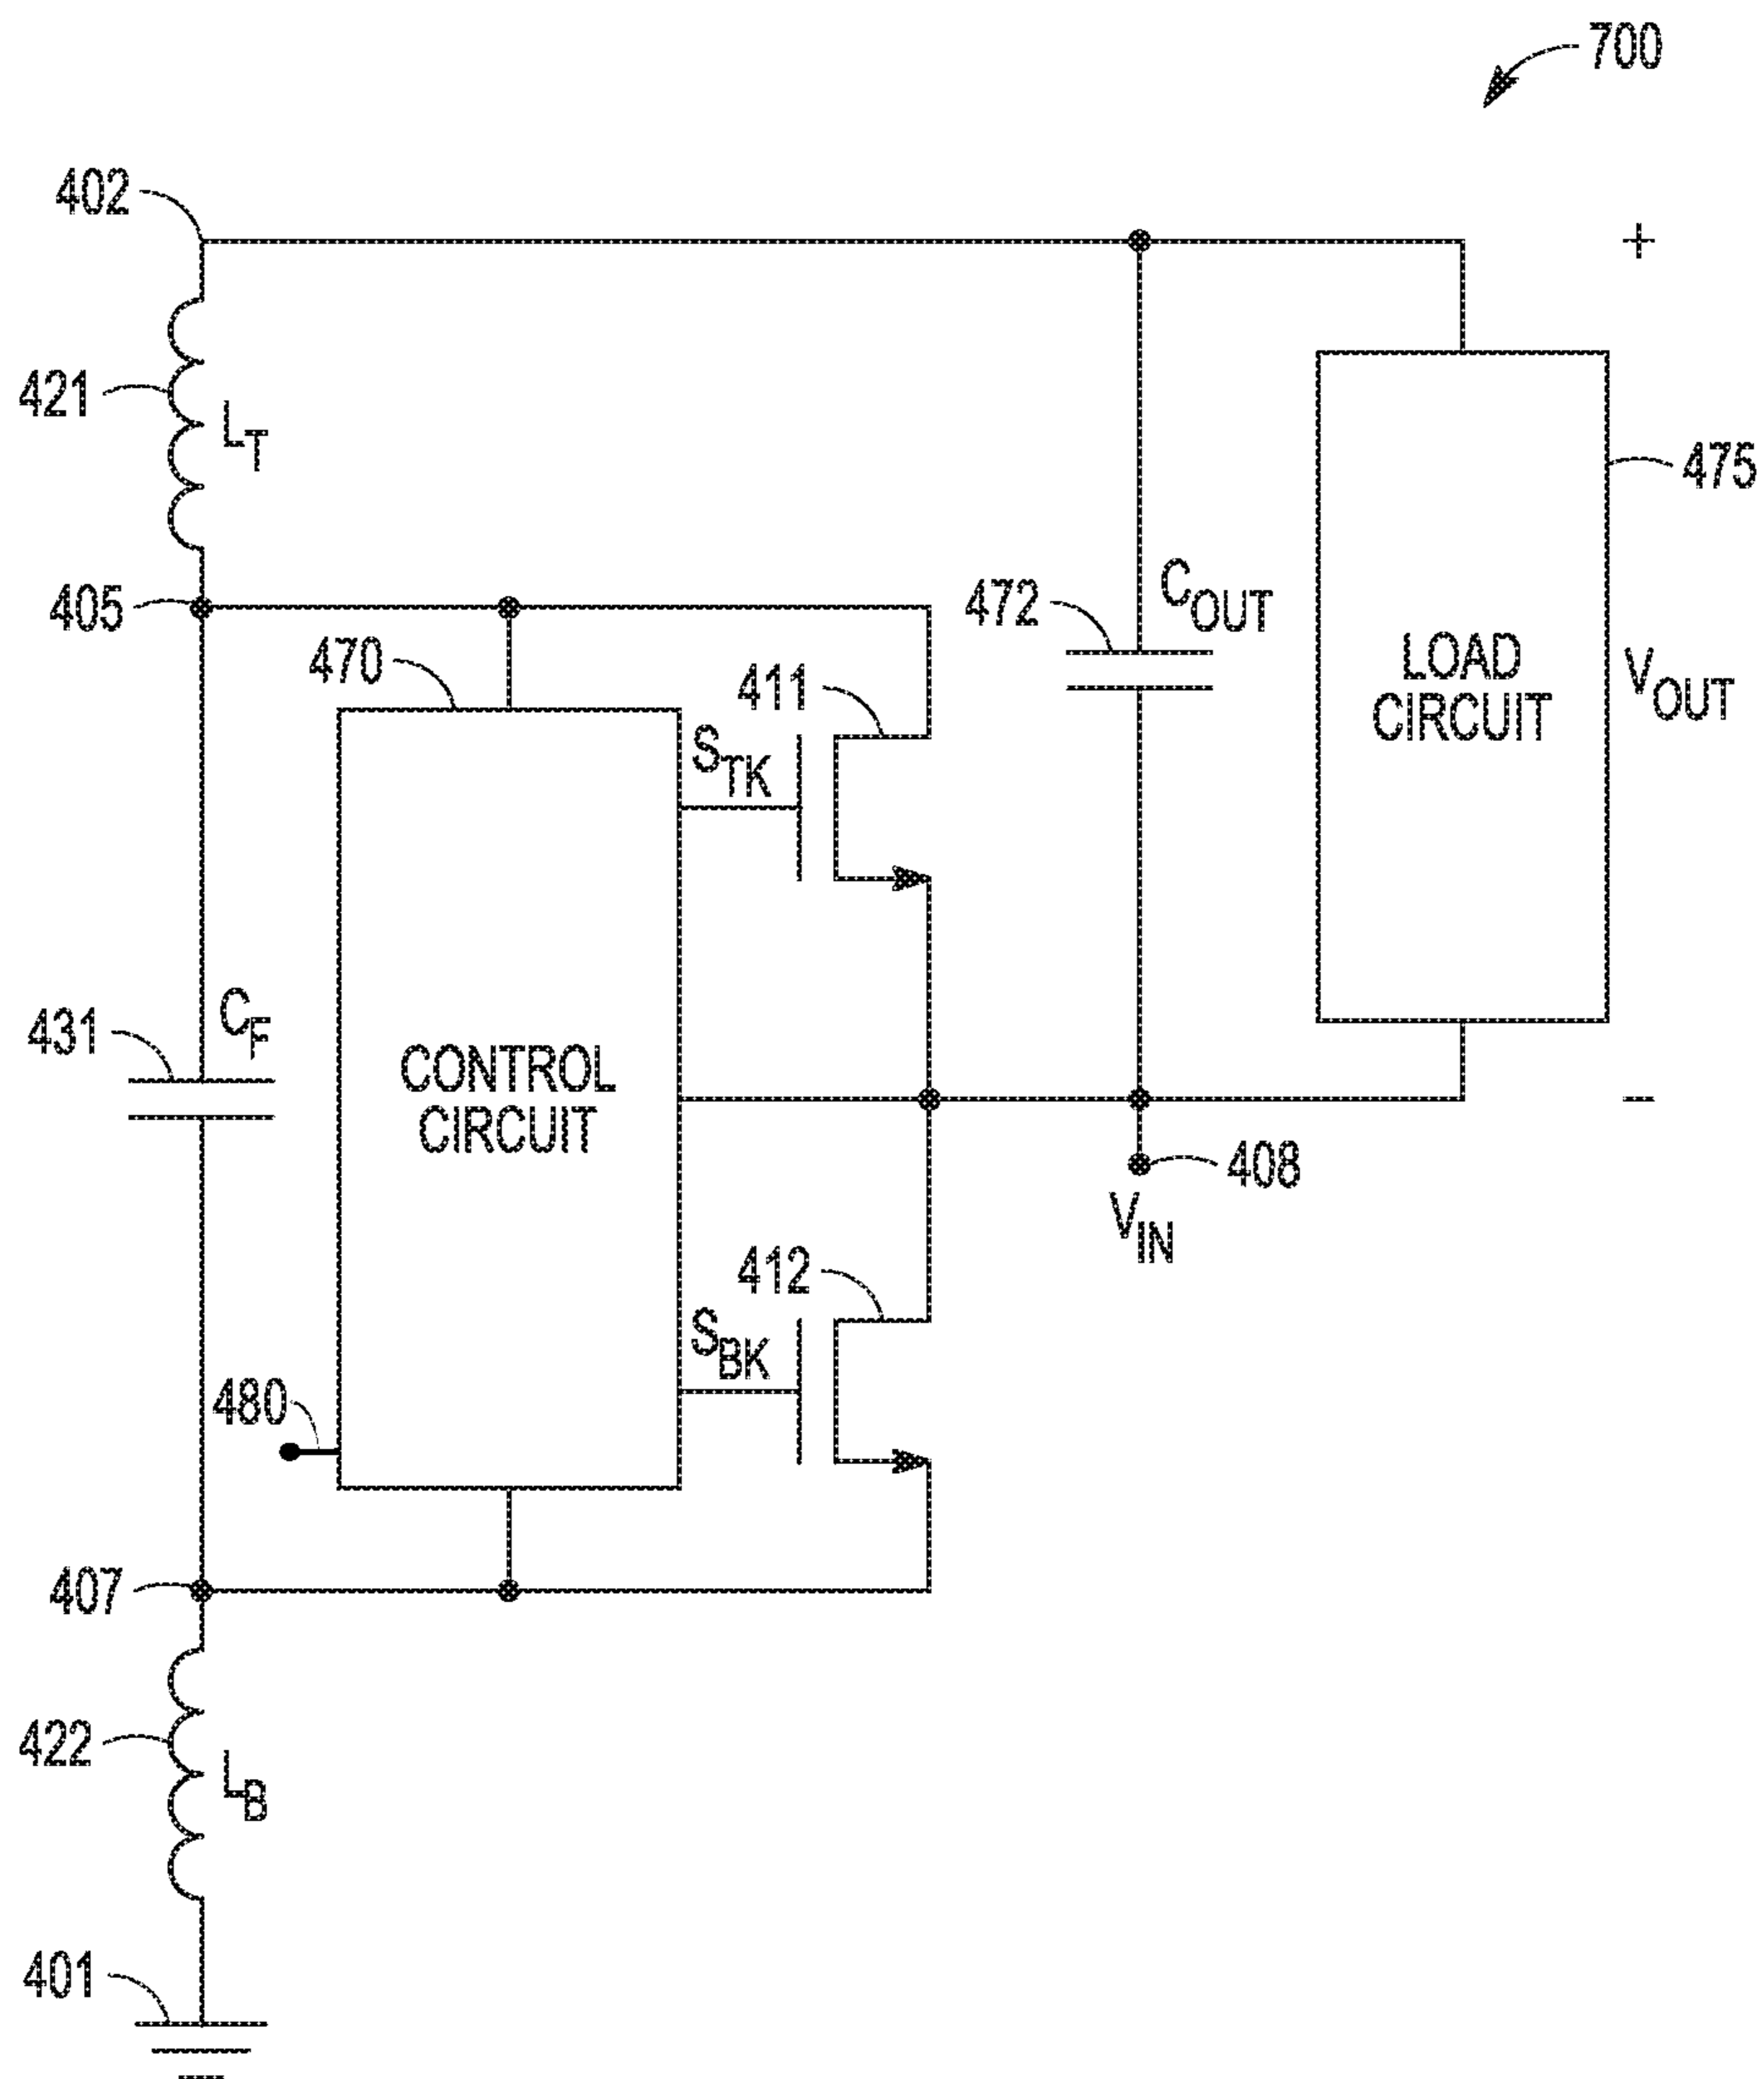 700
402
+
421
L_T
475
405
C_OUT
472
470
411
LOAD
CIRCUIT
V_OUT
S_TK
C_F
431
CONTROL
CIRCUIT
−
408
V_IN
412
S_BK
480
407
422
L_B
401